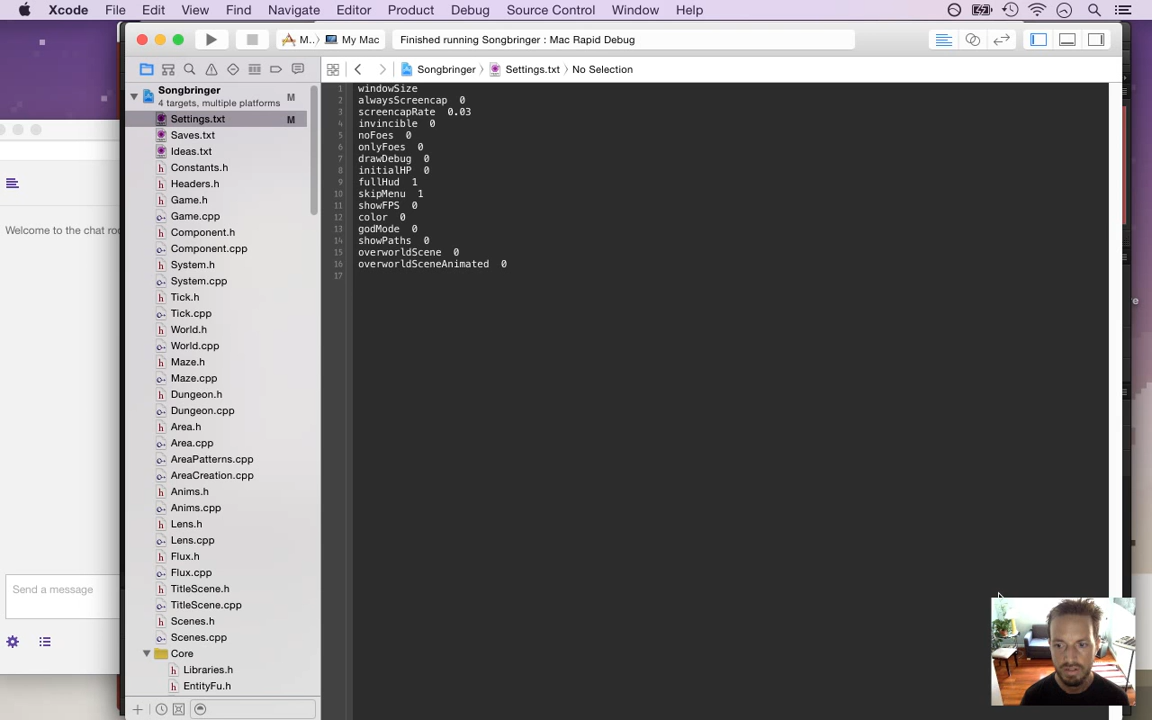 Xcode File Edit View Find Navigate Editor Product Debug Source Control Window Help
M.. 〉 My Mac
Finished running Songbringer : Mac Rapid Debug
Songbringer 〉 Settings.txt 〉 No Selection
Songbringer
4 targets, multiple platforms
M
Settings.txt M
Saves.txt
Ideas.txt
Constants.h
Headers.h
Game.h
Game.cpp
Component.h
Component.cpp
System.h
System.cpp
Tick.h
Tick.cpp
World.h
World.cpp
Maze.h
Maze.cpp
Dungeon.h
Dungeon.cpp
Area.h
Area.cpp
AreaPatterns.cpp
AreaCreation.cpp
Anims.h
Anims.cpp
Lens.h
Lens.cpp
Flux.h
Flux.cpp
TitleScene.h
TitleScene.cpp
Scenes.h
Scenes.cpp
Core
Libraries.h
EntityFu.h
1 windowSize
2 alwaysScreencap 0
3 screencapRate 0.03
4 invincible 0
5 noFoes 0
6 onlyFoes 0
7 drawDebug 0
8 initialHP 0
9 fullHud 1
10 skipMenu 1
11 showFPS 0
12 color 0
13 godMode 0
14 showPaths 0
15 overworldScene 0
16 overworldSceneAnimated 0
17
Welcome to the chat
Send a message